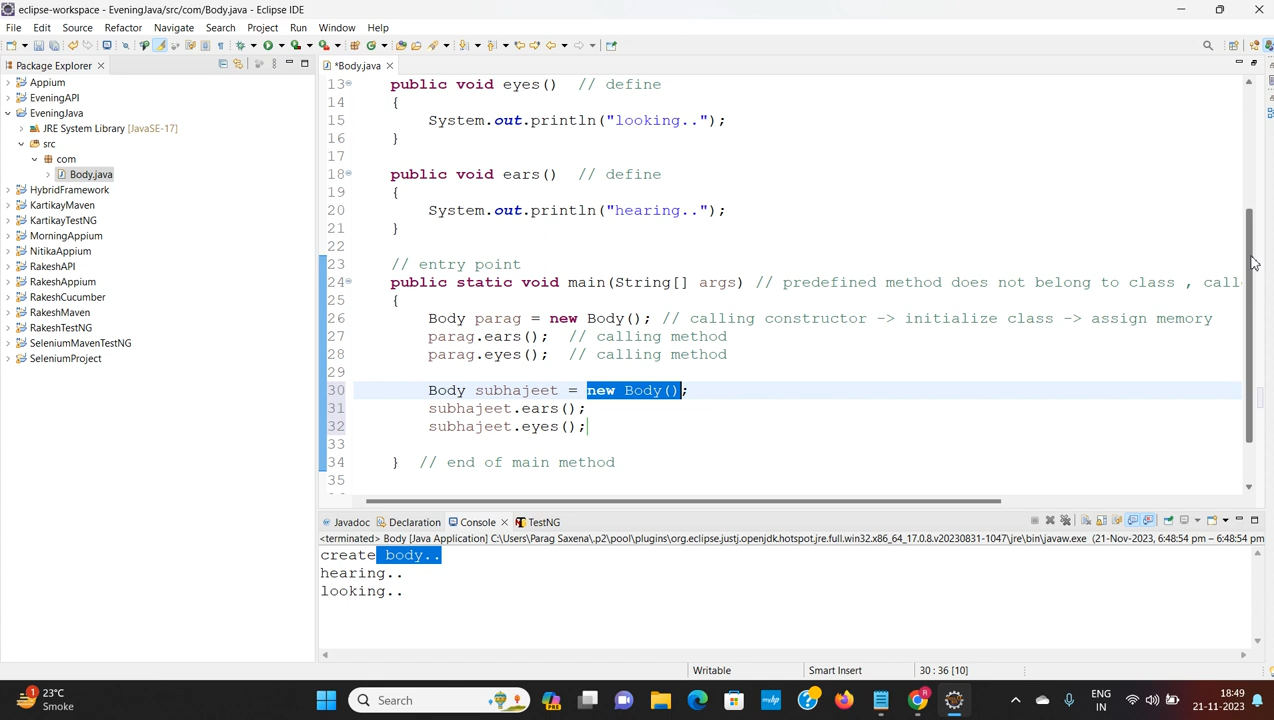 eclipse-workspace - EveningJava/src/com/Body.java - Eclipse IDE
File Edit Source Refactor Navigate Search Project Run Window Help
Package Explorer
Appium
EveningAPI
EveningJava
JRE System Library [JavaSE-17]
src
com
Body.java
HybridFramework
KartikayMaven
KartikayTestNG
MorningAppium
NitikaAppium
RakeshAPI
RakeshAppium
RakeshCucumber
RakeshMaven
RakeshTestNG
SeleniumMavenTestNG
SeleniumProject
*Body.java
13 public void eyes() // define
14 {
15 System.out.println("looking..");
16 }
17
18 public void ears() // define
19 {
20 System.out.println("hearing..");
21 }
22
23 // entry point
24 public static void main(String[] args) // predefined method does not belong to class , call
25 {
26 Body parag = new Body(); // calling constructor -> initialize class -> assign memory
27 parag.ears(); // calling method
28 parag.eyes(); // calling method
29
30 Body subhajeet = new Body();
31 subhajeet.ears();
32 subhajeet.eyes();
33
34 } // end of main method
35
Javadoc Declaration Console TestNG
<terminated> Body [Java Application] C:\Users\Parag Saxena\.p2\pool\plugins\org.eclipse.justj.openjdk.hotspot.jre.full.win32.x86_64_17.0.8.v20230831-1047\jre\bin\javaw.exe (21-Nov-2023, 6:48:54 pm – 6:48:54 pm
create body..
hearing..
looking..
Writable Smart Insert 30 : 36 [10]
1 23°C
Smoke
Search
PRE
ENG
IN
18:49
21-11-2023